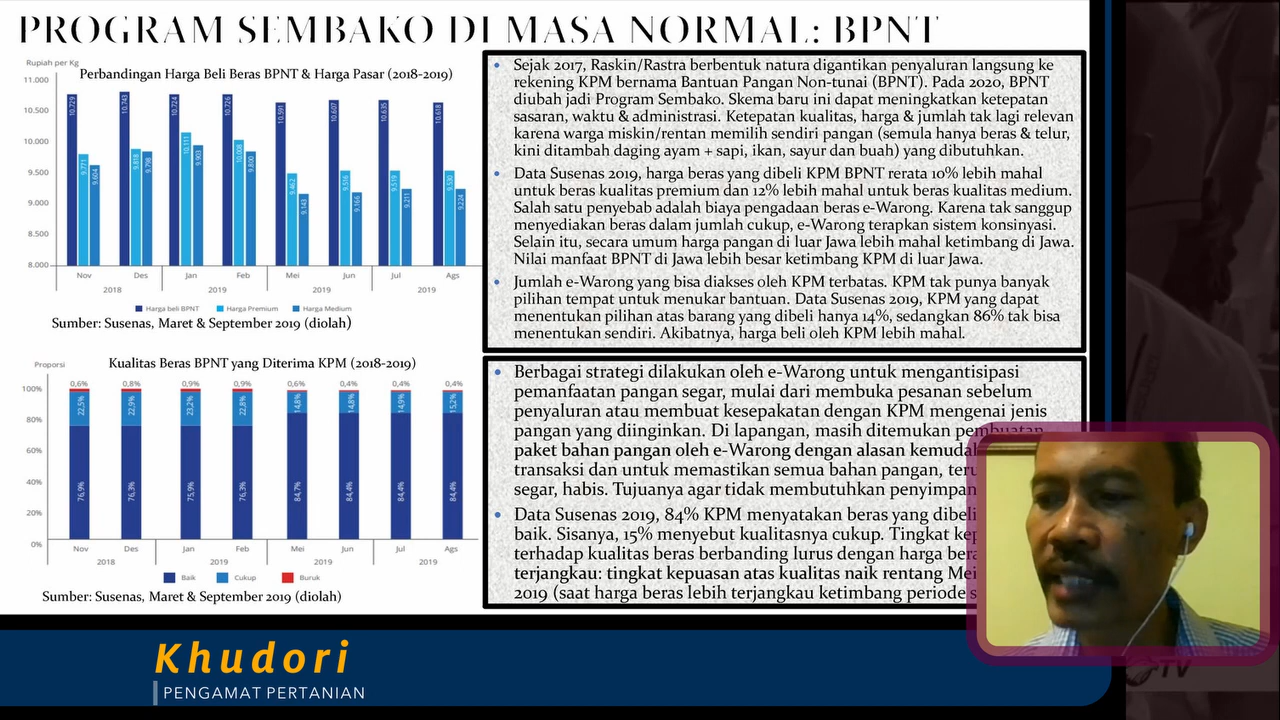 PROGRAM SEMBAKO DI MASA NORMAL: BPNT
Rupiah per Kg
Perbandingan Harga Beli Beras BPNT & Harga Pasar (2018-2019)
11.000
10.500
10.000
9.500
9.000
8.500
8.000
10.729
9.771
9.604
10.743
9.818
9.798
10.724
10.111
9.903
10.726
10.008
9.800
10.591
9.462
9.143
10.607
9.516
9.166
10.635
9.519
9.211
10.618
9.530
9.224
Nov
Des
Jan
Feb
Mei
Jun
Jul
Ags
2018
2019
2019
2019
Harga beli BPNT
Harga Premium
Harga Medium
Sumber: Susenas, Maret & September 2019 (diolah)
Proporsi
Kualitas Beras BPNT yang Diterima KPM (2018-2019)
100%
80%
60%
40%
20%
0%
0,6%
0,8%
0,9%
0,9%
0,6%
0,4%
0,4%
0,4%
22,5%
22,9%
23,2%
22,8%
14,8%
14,8%
14,9%
15,2%
76,9%
76,3%
75,9%
76,3%
84,7%
84,4%
84,4%
84,4%
Nov
Des
Jan
Feb
Mei
Jun
Jul
Ags
2018
2019
2019
2019
Baik
Cukup
Buruk
Sumber: Susenas, Maret & September 2019 (diolah)
• Sejak 2017, Raskin/Rastra berbentuk natura digantikan penyaluran langsung ke
rekening KPM bernama Bantuan Pangan Non-tunai (BPNT). Pada 2020, BPNT
diubah jadi Program Sembako. Skema baru ini dapat meningkatkan ketepatan
sasaran, waktu & administrasi. Ketepatan kualitas, harga & jumlah tak lagi relevan
karena warga miskin/rentan memilih sendiri pangan (semula hanya beras & telur,
kini ditambah daging ayam + sapi, ikan, sayur dan buah) yang dibutuhkan.
• Data Susenas 2019, harga beras yang dibeli KPM BPNT rerata 10% lebih mahal
untuk beras kualitas premium dan 12% lebih mahal untuk beras kualitas medium.
Salah satu penyebab adalah biaya pengadaan beras e-Warong. Karena tak sanggup
menyediakan beras dalam jumlah cukup, e-Warong terapkan sistem konsinyasi.
Selain itu, secara umum harga pangan di luar Jawa lebih mahal ketimbang di Jawa.
Nilai manfaat BPNT di Jawa lebih besar ketimbang KPM di luar Jawa.
• Jumlah e-Warong yang bisa diakses oleh KPM terbatas. KPM tak punya banyak
pilihan tempat untuk menukar bantuan. Data Susenas 2019, KPM yang dapat
menentukan pilihan atas barang yang dibeli hanya 14%, sedangkan 86% tak bisa
menentukan sendiri. Akibatnya, harga beli oleh KPM lebih mahal.
• Berbagai strategi dilakukan oleh e-Warong untuk mengantisipasi
pemanfaatan pangan segar, mulai dari membuka pesanan sebelum
penyaluran atau membuat kesepakatan dengan KPM mengenai jenis
pangan yang diinginkan. Di lapangan, masih ditemukan pembuatan
paket bahan pangan oleh e-Warong dengan alasan
transaksi dan untuk memastikan semua bahan pangan,
segar, habis. Tujuanya agar tidak membutuhkan
• Data Susenas 2019, 84% KPM menyatakan beras yang
baik. Sisanya, 15% menyebut kualitasnya cukup. Tingkat
terhadap kualitas beras berbanding lurus dengan harga
terjangkau: tingkat kepuasan atas kualitas naik rentang Mei
2019 (saat harga beras lebih terjangkau ketimbang periode
Khudori
PENGAMAT PERTANIAN
TV